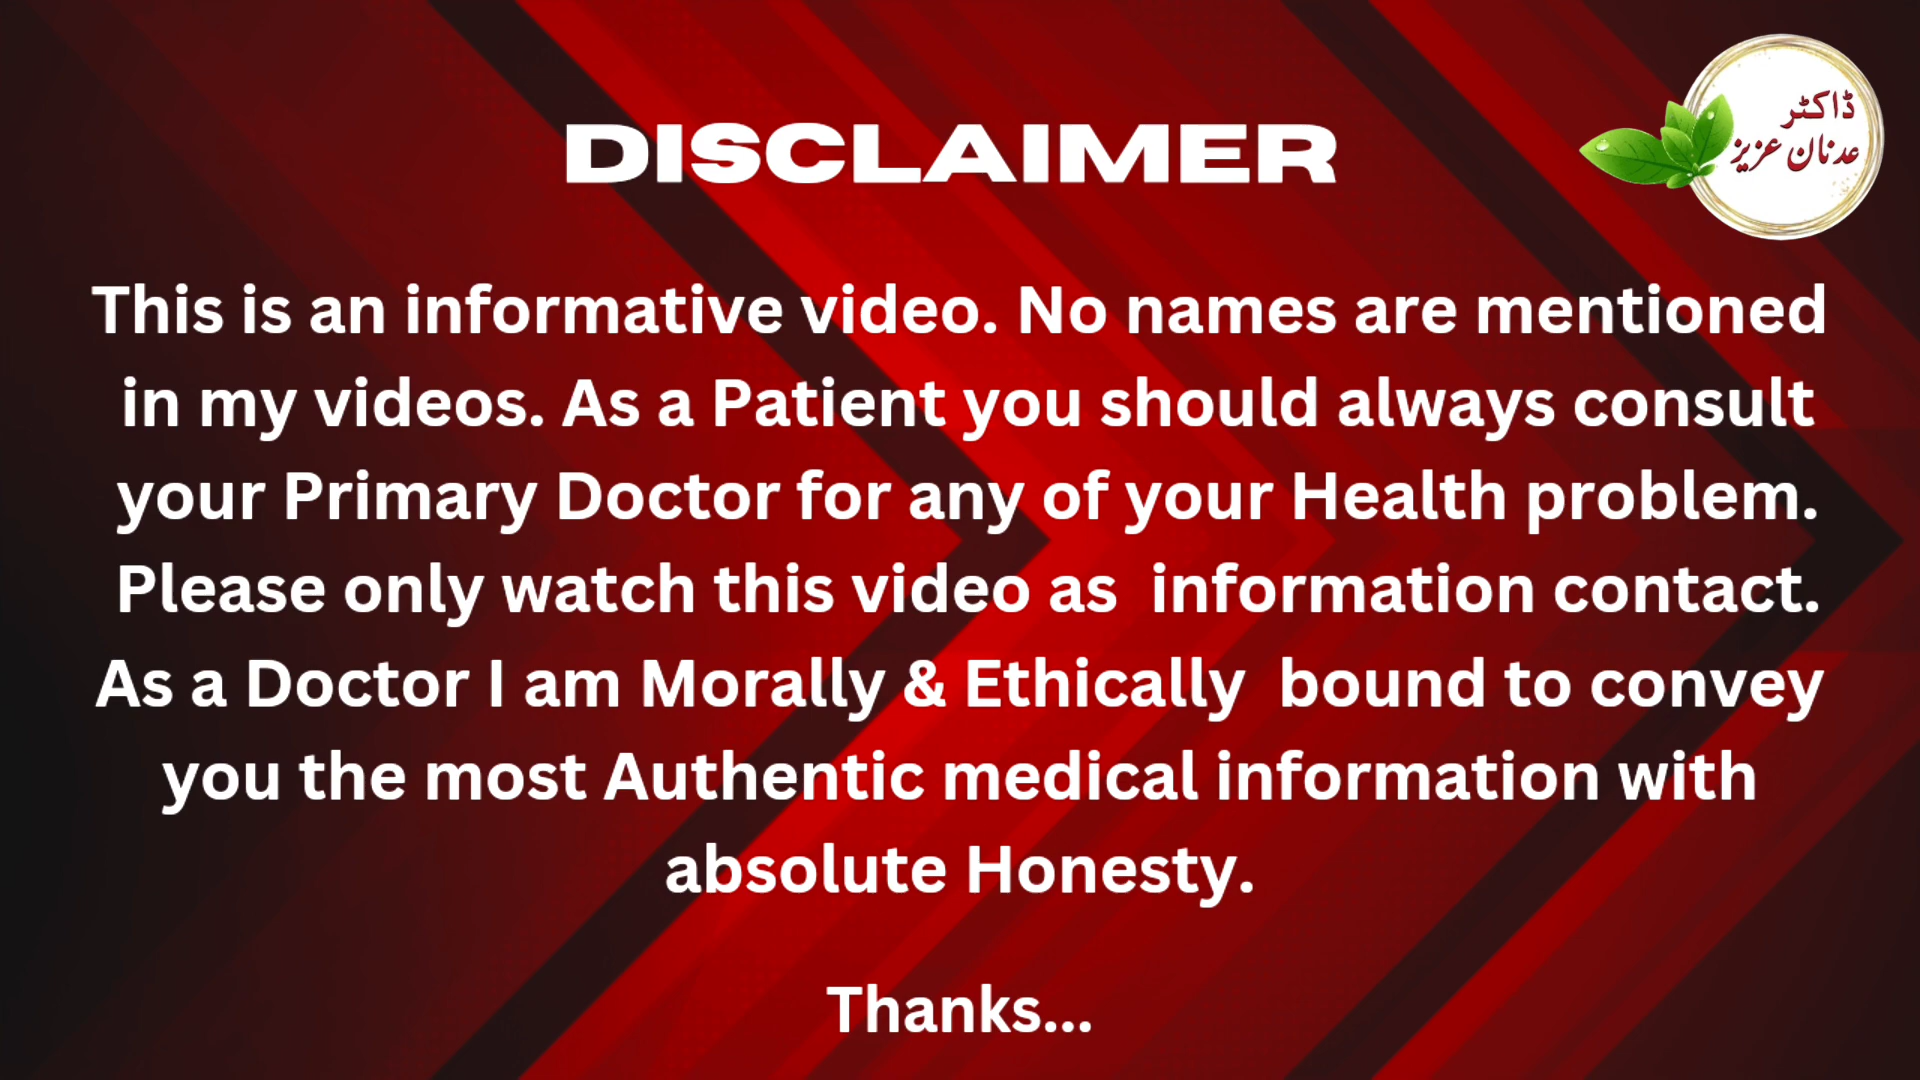 DISCLAIMER
ڈاکٹر
عدنان عزیز
This is an informative video. No names are mentioned
in my videos. As a Patient you should always consult
your Primary Doctor for any of your Health problem.
Please only watch this video as  information contact.
As a Doctor I am Morally & Ethically  bound to convey
you the most Authentic medical information with
absolute Honesty.
Thanks...